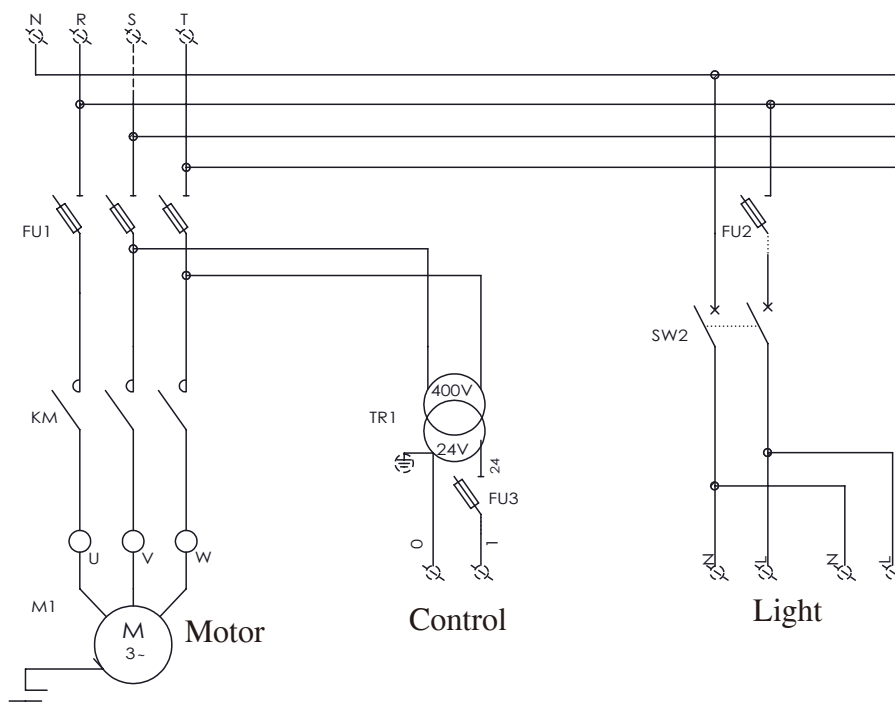 N R S T
FU1
FU2
SW2
KM
400V
TR1
24V
24
FU3
0 1
U V W
N L N L
M1
M
3~
Motor
Control
Light